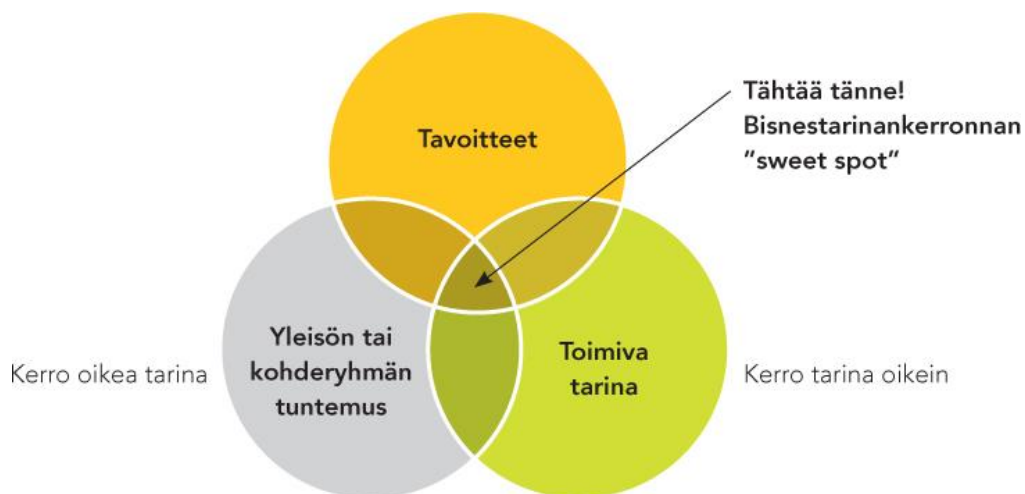 Tavoitteet
Tähtää tänne!
Bisnestarinankerronnan
”sweet spot”
Kerro oikea tarina
Yleisön tai
kohderyhmän
tuntemus
Toimiva
tarina
Kerro tarina oikein